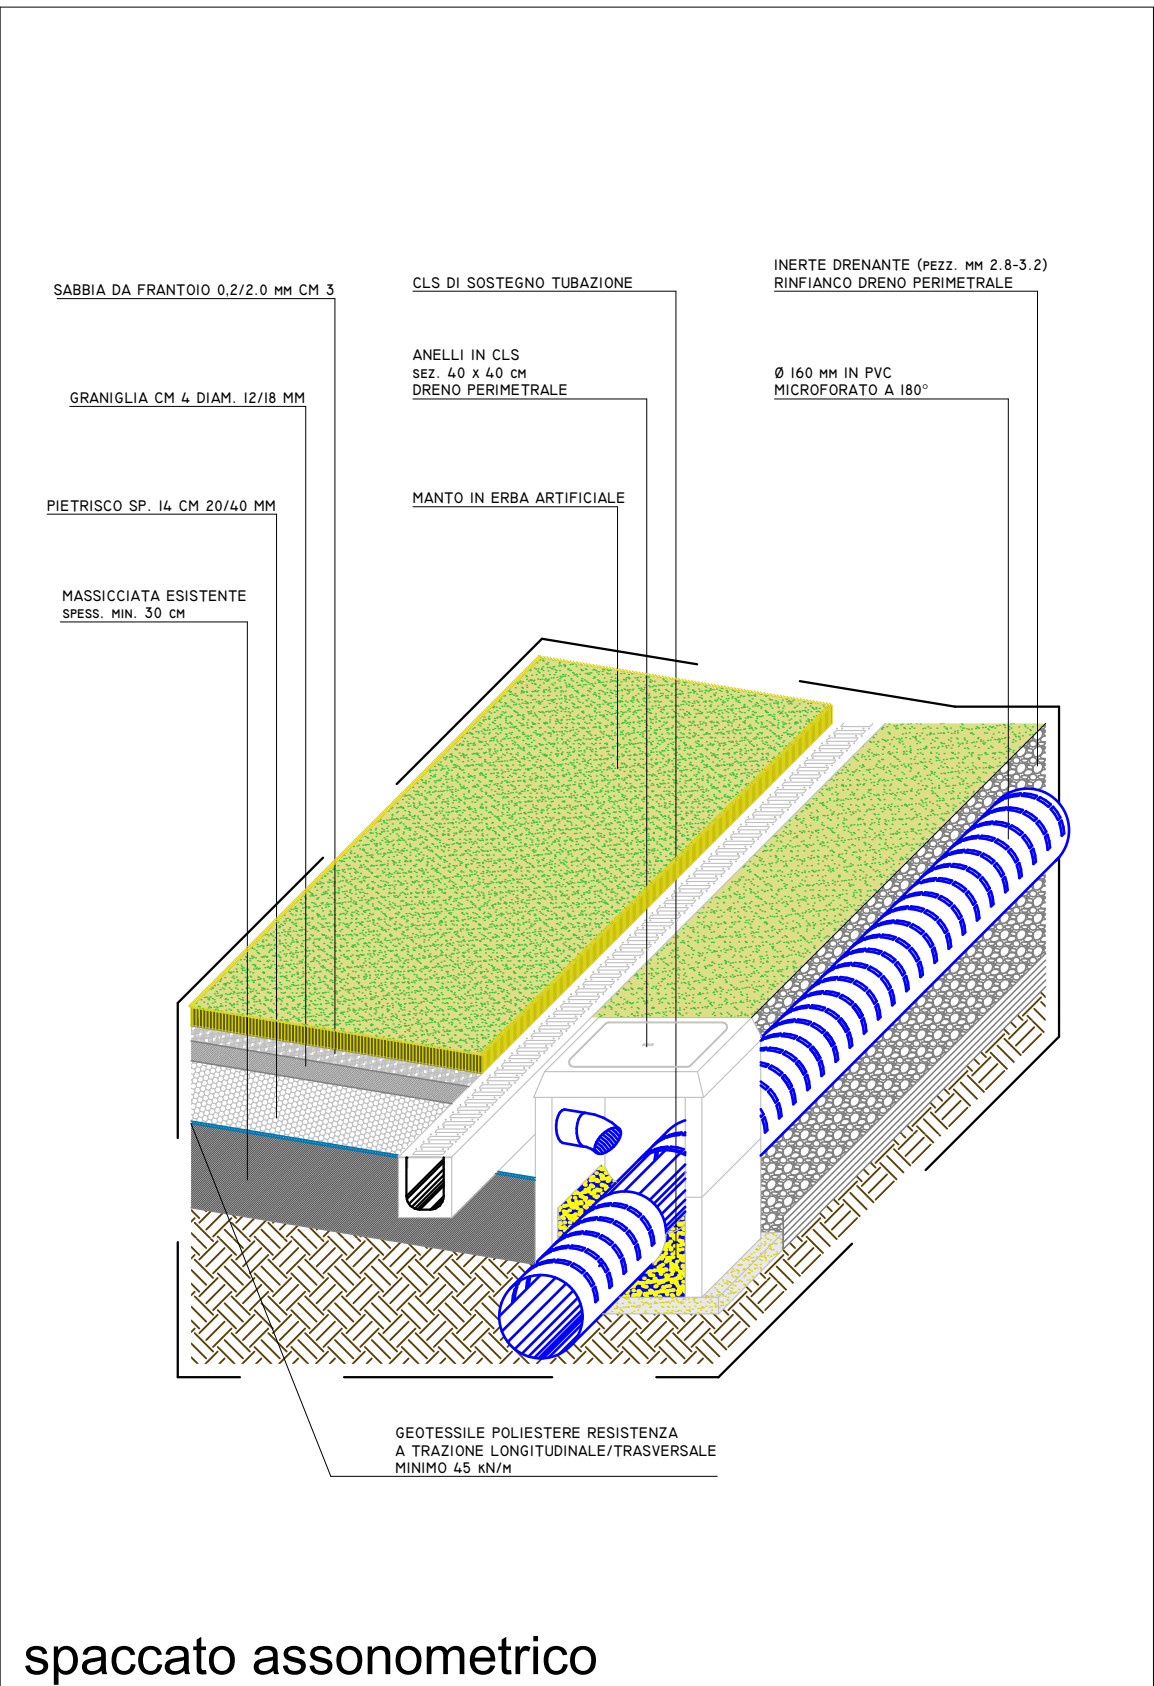 INERTE DRENANTE (PEZZ. MM 2.8-3.2)
RINFIANCO DRENO PERIMETRALE
CLS DI SOSTEGNO TUBAZIONE
SABBIA DA FRANTOIO 0,2/2.0 MM CM 3
ANELLI IN CLS
SEZ. 40 X 40 CM
DRENO PERIMETRALE
Ø 160 MM IN PVC
MICROFORATO A 180°
GRANIGLIA CM 4 DIAM. 12/18 MM
MANTO IN ERBA ARTIFICIALE
PIETRISCO SP. 14 CM 20/40 MM
MASSICCIATA ESISTENTE
SPESS. MIN. 30 CM
GEOTESSILE POLIESTERE RESISTENZA
A TRAZIONE LONGITUDINALE/TRASVERSALE
MINIMO 45 KN/M
spaccato assonometrico